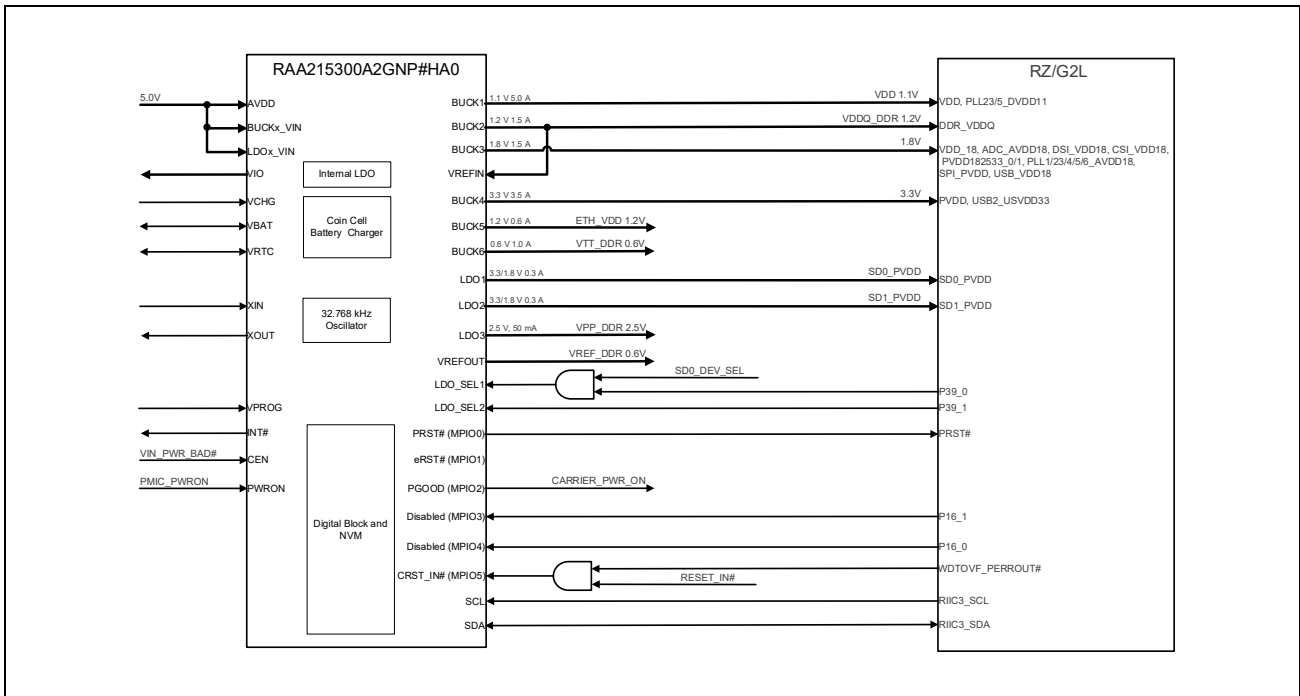 RAA215300A2GNP#HA0
RZ/G2L
5.0V
AVDD
BUCKx_VIN
LDOx_VIN
VIO
VCHG
VBAT
VRTC
XIN
XOUT
VPROG
INT#
VIN_PWR_BAD#
CEN
PMIC_PWRON
PWRON
Internal LDO
Coin Cell
Battery Charger
32.768 kHz
Oscillator
Digital Block and
NVM
BUCK1 1.1 V 5.0 A VDD 1.1V VDD, PLL23/5_DVDD11
BUCK2 1.2 V 1.5 A VDDQ_DDR 1.2V DDR_VDDQ
BUCK3 1.8 V 1.5 A 1.8V VDD_18, ADC_AVDD18, DSI_VDD18, CSI_VDD18,
PVDD182533_0/1, PLL1/23/4/5/6_AVDD18,
SPI_PVDD, USB_VDD18
VREFIN
BUCK4 3.3 V 3.5 A 3.3V PVDD, USB2_USVDD33
BUCK5 1.2 V 0.6 A ETH_VDD 1.2V
BUCK6 0.6 V 1.0 A VTT_DDR 0.6V
LDO1 3.3/1.8 V 0.3 A SD0_PVDD SD0_PVDD
LDO2 3.3/1.8 V 0.3 A SD1_PVDD SD1_PVDD
LDO3 2.5 V, 50 mA VPP_DDR 2.5V
VREFOUT VREF_DDR 0.6V
LDO_SEL1 SD0_DEV_SEL
P39_0
LDO_SEL2 P39_1
PRST# (MPIO0) PRST#
eRST# (MPIO1)
PGOOD (MPIO2) CARRIER_PWR_ON
Disabled (MPIO3) P16_1
Disabled (MPIO4) P16_0
WDTOVF_PERROUT#
CRST_IN# (MPIO5) RESET_IN#
SCL RIIC3_SCL
SDA RIIC3_SDA